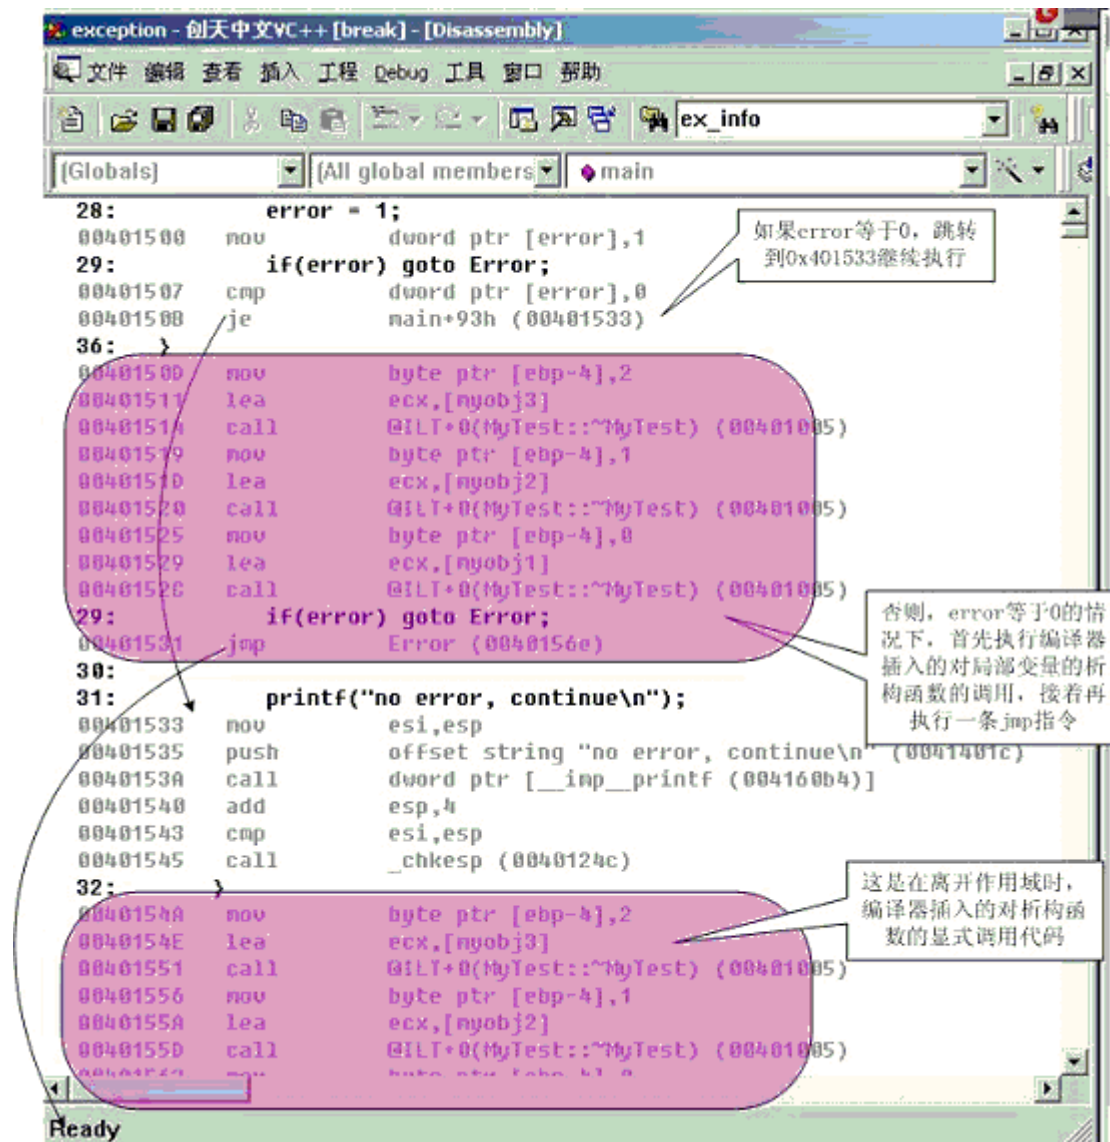 exception - 创天中文VC++ [break] - [Disassembly]
文件 编辑 查看 插入 工程 Debug 工具 窗口 帮助
ex_info
(Globals) (All global members main
28: error = 1;
00401500 mov dword ptr [error],1
29: if(error) goto Error;
00401507 cmp dword ptr [error],0
0040150B je main+93h (00401533)
如果error等于0，跳转
到0x401533继续执行
36: }
0040150D mov byte ptr [ebp-4],2
00401511 lea ecx,[myobj3]
00401514 call @ILT+0(MyTest::~MyTest) (00401005)
00401519 mov byte ptr [ebp-4],1
0040151D lea ecx,[myobj2]
00401520 call @ILT+0(MyTest::~MyTest) (00401005)
00401525 mov byte ptr [ebp-4],0
00401529 lea ecx,[myobj1]
0040152C call @ILT+0(MyTest::~MyTest) (00401005)
29: if(error) goto Error;
00401531 jmp Error (0040156e)
否则，error等于0的情
况下，首先执行编译器
插入的对局部变量的析
构函数的调用，接着再
执行一条jmp指令
30:
31: printf("no error, continue\n");
00401533 mov esi,esp
00401535 push offset string "no error, continue\n" (0041401c)
0040153A call dword ptr [__imp__printf (004160b4)]
00401540 add esp,4
00401543 cmp esi,esp
00401545 call _chkesp (0040124c)
32: }
0040154A mov byte ptr [ebp-4],2
0040154E lea ecx,[myobj3]
00401551 call @ILT+0(MyTest::~MyTest) (00401005)
00401556 mov byte ptr [ebp-4],1
0040155A lea ecx,[myobj2]
0040155D call @ILT+0(MyTest::~MyTest) (00401005)
这是在离开作用域时，
编译器插入的对析构函
数的显式调用代码
Ready